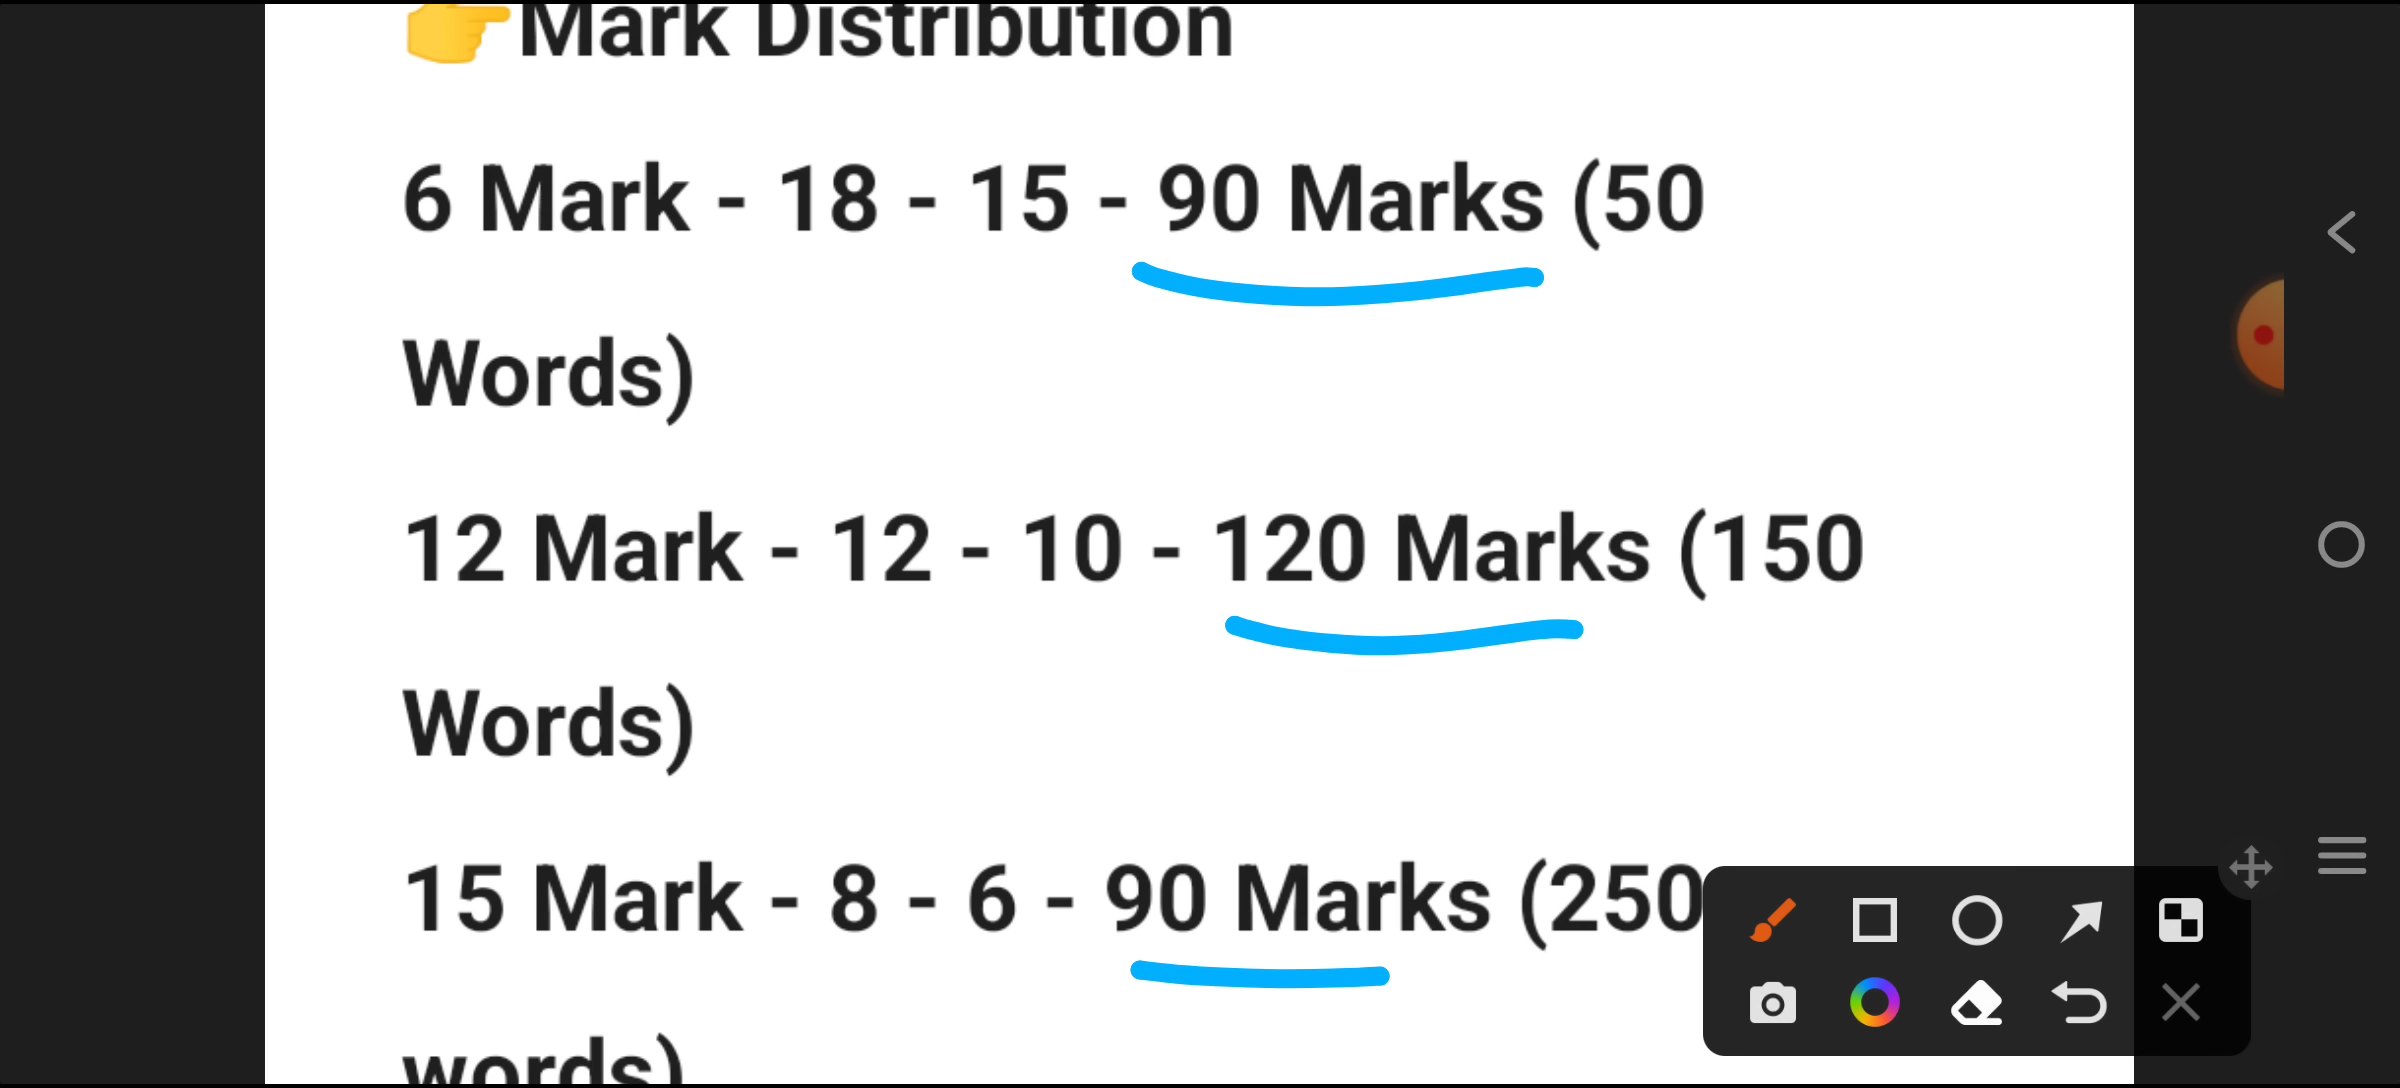 👉Mark Distribution
6 Mark - 18 - 15 - 90 Marks (50
Words)
12 Mark - 12 - 10 - 120 Marks (150
Words)
15 Mark - 8 - 6 - 90 Marks (250
words)